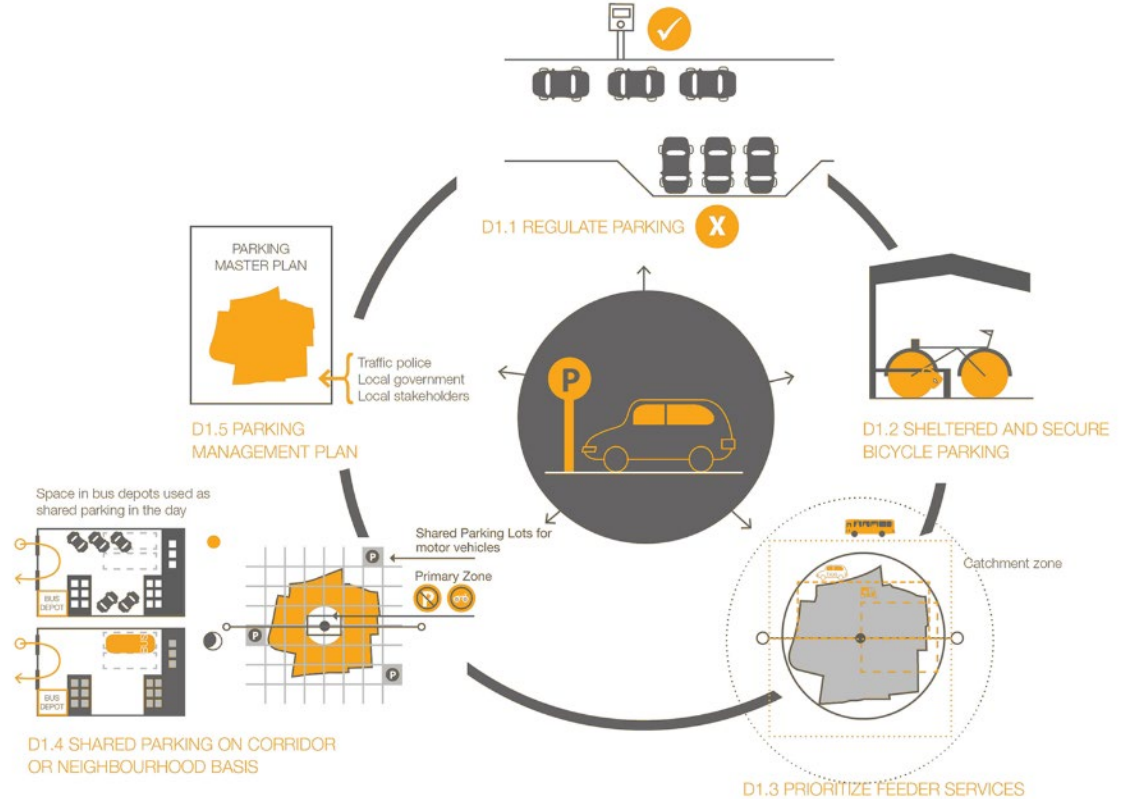 X
D1.1 REGULATE PARKING
P
D1.2 SHELTERED AND SECURE
BICYCLE PARKING
Catchment zone
D1.3 PRIORITIZE FEEDER SERVICES
PARKING
MASTER PLAN
Traffic police
Local government
Local stakeholders
D1.5 PARKING
MANAGEMENT PLAN
Space in bus depots used as
shared parking in the day
BUS
DEPOT
BUS
DEPOT
BUS
Shared Parking Lots for
motor vehicles
Primary Zone
P
P
P
P
D1.4 SHARED PARKING ON CORRIDOR
OR NEIGHBOURHOOD BASIS